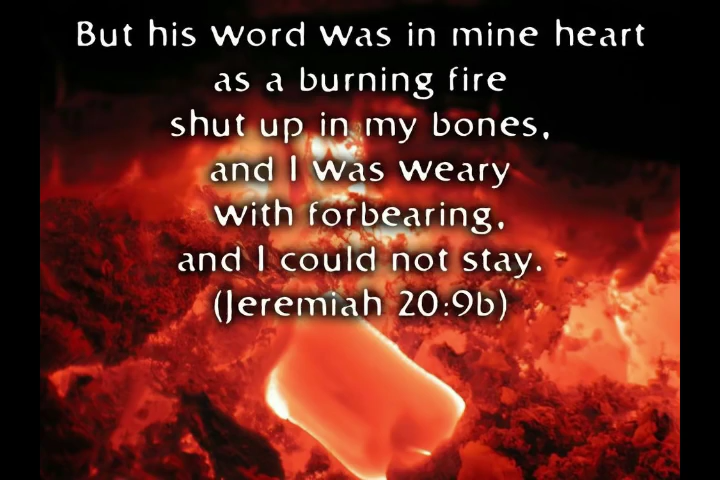 But his word was in mine heart
as a burning fire
shut up in my bones,
and I was weary
with forbearing,
and I could not stay.
(Jeremiah 20:9b)